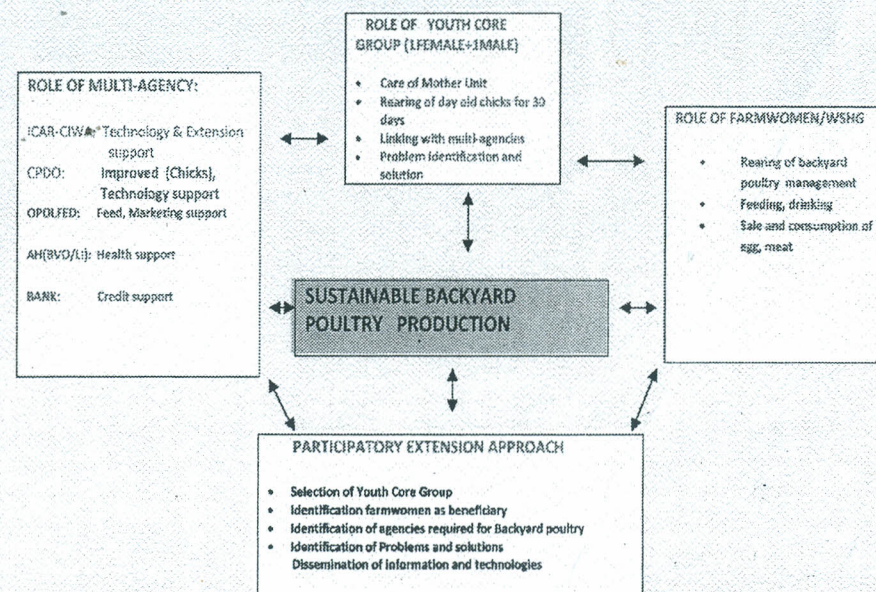 ROLE OF YOUTH CORE
GROUP (1FEMALE+1MALE)
• Care of Mother Unit
• Rearing of day old chicks for 30
days
• Linking with multi-agencies
• Problem identification and
solution
ROLE OF MULTI-AGENCY:
ICAR-CIWA: Technology & Extension
support
CPDO: Improved (Chicks),
Technology support
OPOLFED: Feed, Marketing support
AH(BVO/LI): Health support
BANK: Credit support
ROLE OF FARMWOMEN/WSHG
• Rearing of backyard
poultry management
• Feeding, drinking
• Sale and consumption of
egg, meat
SUSTAINABLE BACKYARD
POULTRY PRODUCTION
PARTICIPATORY EXTENSION APPROACH
• Selection of Youth Core Group
• Identification farmwomen as beneficiary
• Identification of agencies required for Backyard poultry
• Identification of Problems and solutions
Dissemination of information and technologies